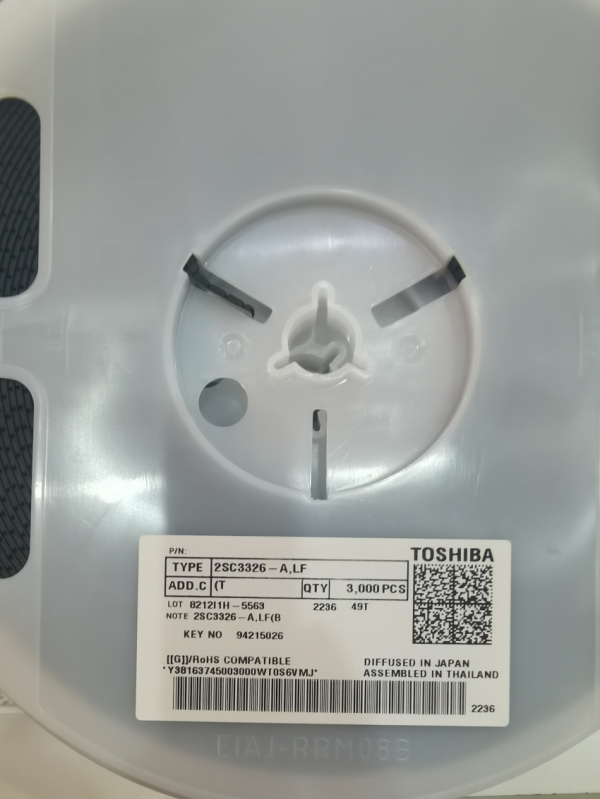 P/N:
TOSHIBA
TYPE 2SC3326-A,LF
ADD.C (T QTY 3,000 PCS
LOT 8212I1H-5563 2236 49T
NOTE 2SC3326-A,LF(B
KEY NO 94215026
[[G]]/RoHS COMPATIBLE
DIFFUSED IN JAPAN
*Y38163745003000WT0S6VMJ*
ASSEMBLED IN THAILAND
2236
EIAJ-RRM08B